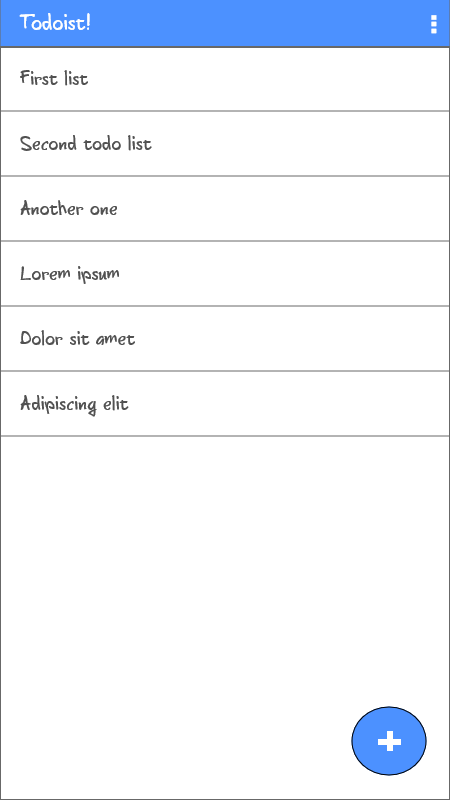 Todoist!
First list
Second todo list
Another one
Lorem ipsum
Dolor sit amet
Adipiscing elit